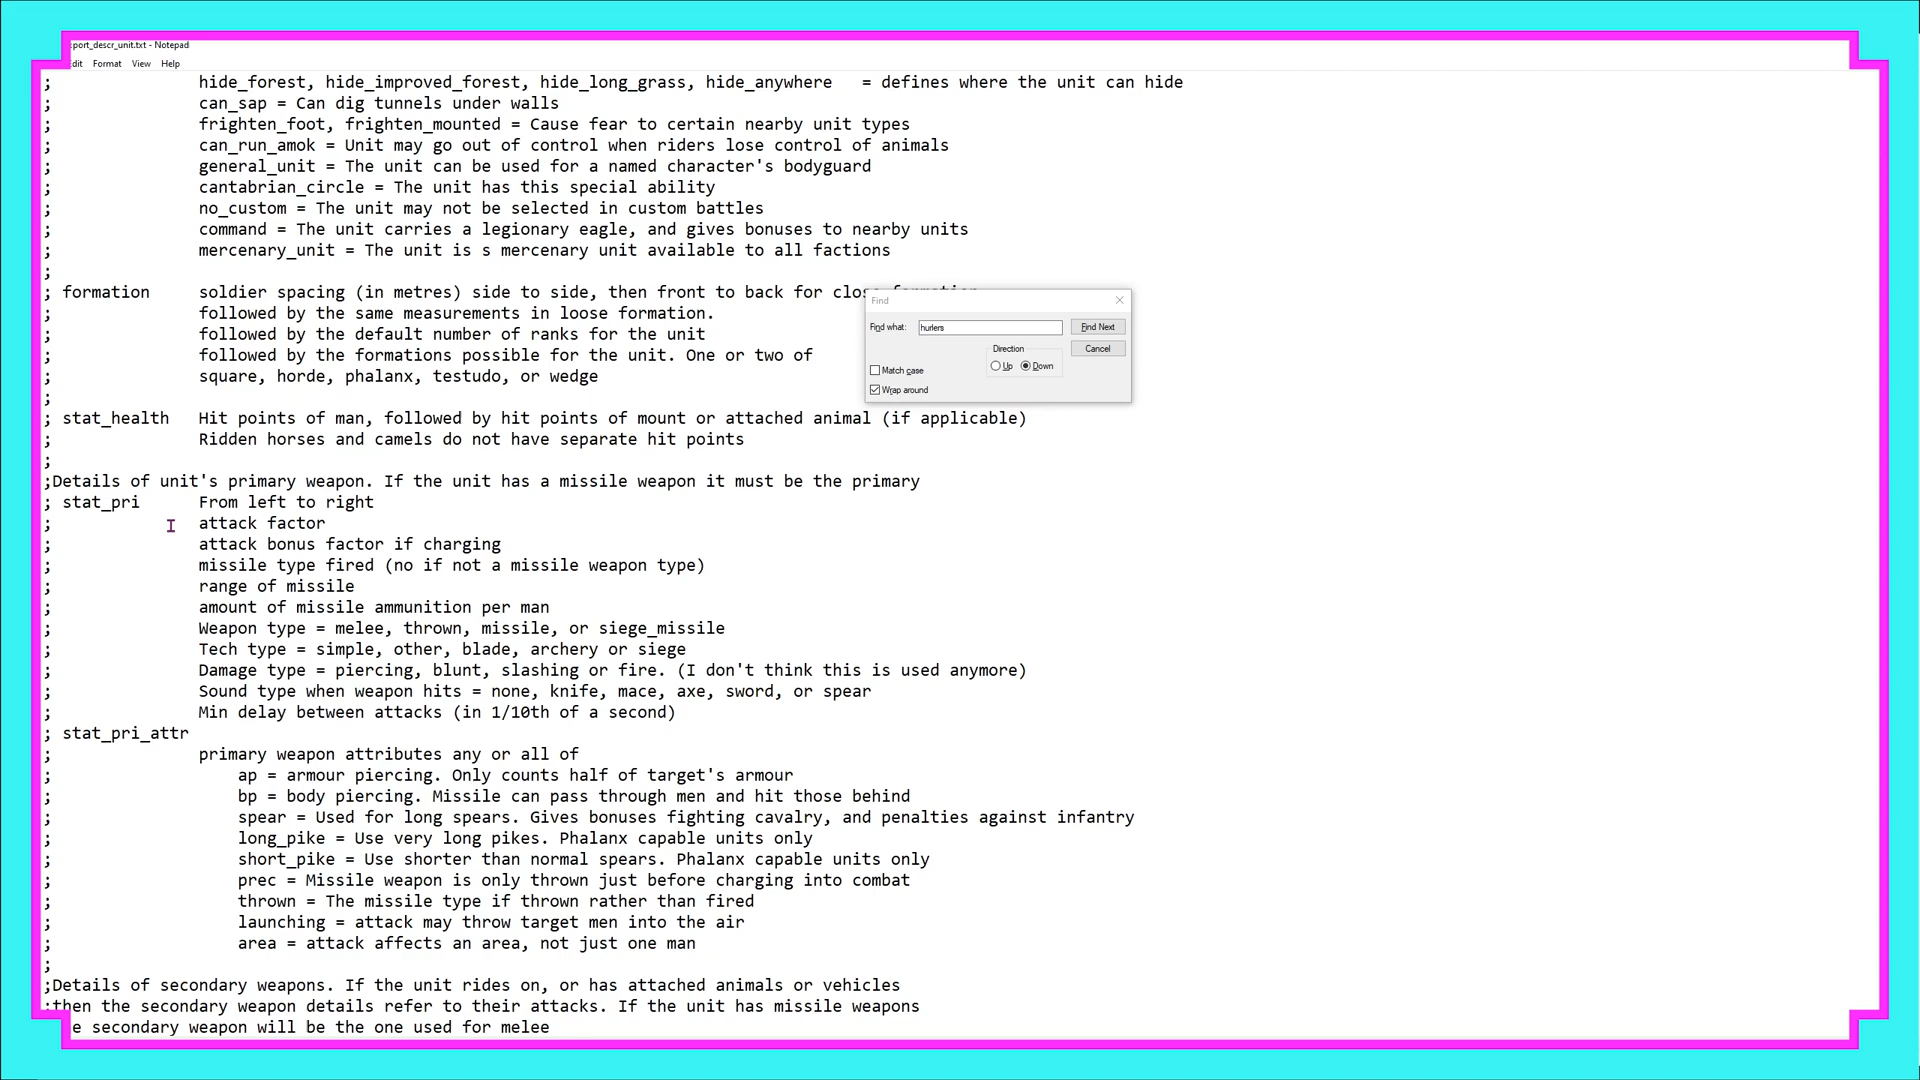 port_descr_unit.txt - Notepad
dit Format View Help
; hide_forest, hide_improved_forest, hide_long_grass, hide_anywhere = defines where the unit can hide
; can_sap = Can dig tunnels under walls
; frighten_foot, frighten_mounted = Cause fear to certain nearby unit types
; can_run_amok = Unit may go out of control when riders lose control of animals
; general_unit = The unit can be used for a named character's bodyguard
; cantabrian_circle = The unit has this special ability
; no_custom = The unit may not be selected in custom battles
; command = The unit carries a legionary eagle, and gives bonuses to nearby units
; mercenary_unit = The unit is s mercenary unit available to all factions
;
; formation soldier spacing (in metres) side to side, then front to back for close formation
; followed by the same measurements in loose formation.
; followed by the default number of ranks for the unit
; followed by the formations possible for the unit. One or two of
; square, horde, phalanx, testudo, or wedge
;
; stat_health Hit points of man, followed by hit points of mount or attached animal (if applicable)
; Ridden horses and camels do not have separate hit points
;
;Details of unit's primary weapon. If the unit has a missile weapon it must be the primary
; stat_pri From left to right
; attack factor
; attack bonus factor if charging
; missile type fired (no if not a missile weapon type)
; range of missile
; amount of missile ammunition per man
; Weapon type = melee, thrown, missile, or siege_missile
; Tech type = simple, other, blade, archery or siege
; Damage type = piercing, blunt, slashing or fire. (I don't think this is used anymore)
; Sound type when weapon hits = none, knife, mace, axe, sword, or spear
; Min delay between attacks (in 1/10th of a second)
; stat_pri_attr
; primary weapon attributes any or all of
; ap = armour piercing. Only counts half of target's armour
; bp = body piercing. Missile can pass through men and hit those behind
; spear = Used for long spears. Gives bonuses fighting cavalry, and penalties against infantry
; long_pike = Use very long pikes. Phalanx capable units only
; short_pike = Use shorter than normal spears. Phalanx capable units only
; prec = Missile weapon is only thrown just before charging into combat
; thrown = The missile type if thrown rather than fired
; launching = attack may throw target men into the air
; area = attack affects an area, not just one man
;
;Details of secondary weapons. If the unit rides on, or has attached animals or vehicles
;then the secondary weapon details refer to their attacks. If the unit has missile weapons
e secondary weapon will be the one used for melee
Find
Find what: hurlers Find Next
Direction Cancel
Up Down
Match case
Wrap around